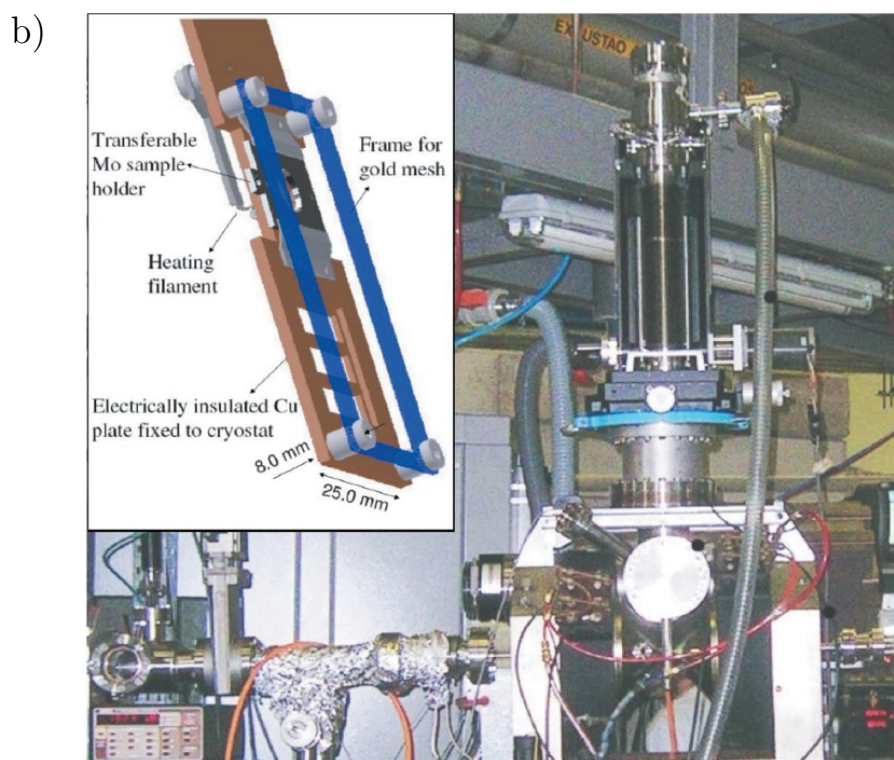 b)
EXAUSTAO
Transferable
Mo sample
holder
Frame for
gold mesh
Heating
filament
Electrically insulated Cu
plate fixed to cryostat
8.0 mm
25.0 mm